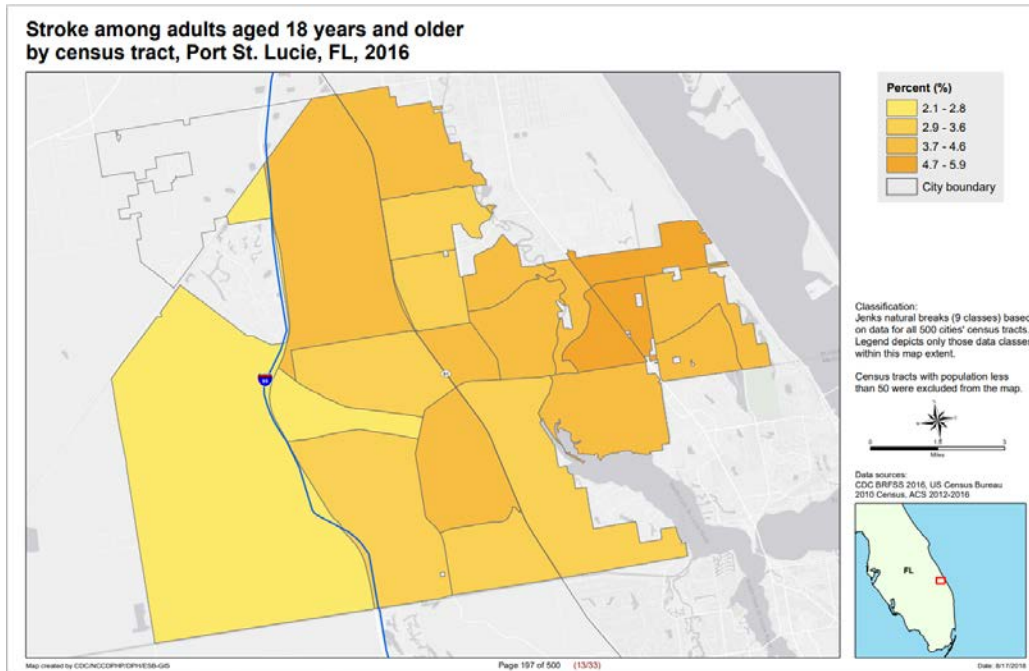 Stroke among adults aged 18 years and older
by census tract, Port St. Lucie, FL, 2016
Percent (%)
2.1 - 2.8
2.9 - 3.6
3.7 - 4.6
4.7 - 5.9
City boundary
95
Classification:
Jenks natural breaks (9 classes) based
on data for all 500 cities' census tracts.
Legend depicts only those data classes
within this map extent.
Census tracts with population less
than 50 were excluded from the map.
N
0
1.5
3
Miles
Data sources:
CDC BRFSS 2016, US Census Bureau
2010 Census, ACS 2012-2016
FL
Map created by CDC/NCCDPHP/DPH/ESB-GIS
Page 197 of 500 (13/33)
Date: 8/17/2018